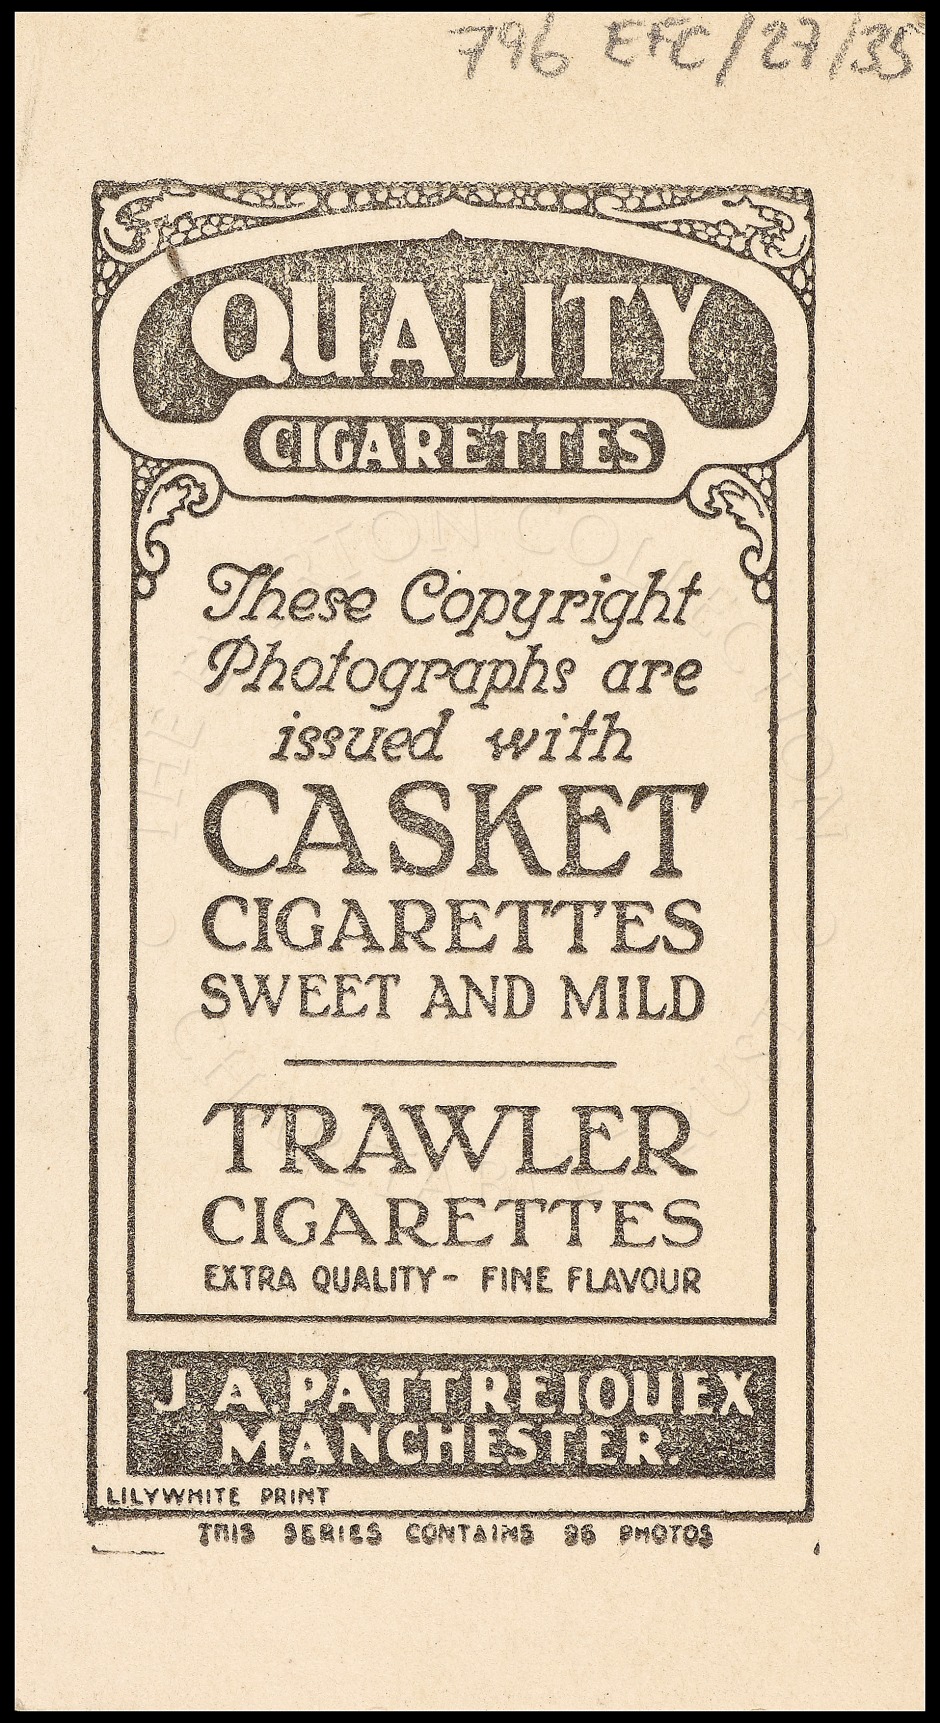 796 EFC/27/35
QUALITY
CIGARETTES
These Copyright
Photographs are
issued with
CASKET
CIGARETTES
SWEET AND MILD
TRAWLER
CIGARETTES
EXTRA QUALITY - FINE FLAVOUR
J. A. PATTREIOUEX
MANCHESTER.
LILYWHITE PRINT
THIS SERIES CONTAINS 96 PHOTOS